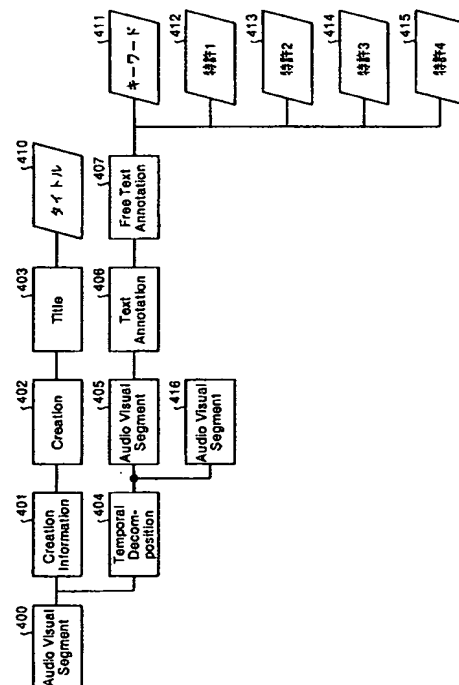 400
Audio Visual
Segment
401
Creation
Information
402
Creation
403
Title
410
タイトル
404
Temporal
Decom-
position
405
Audio Visual
Segment
406
Text
Annotation
407
Free Text
Annotation
411
キーワード
412
特許1
413
特許2
414
特許3
415
特許4
416
Audio Visual
Segment